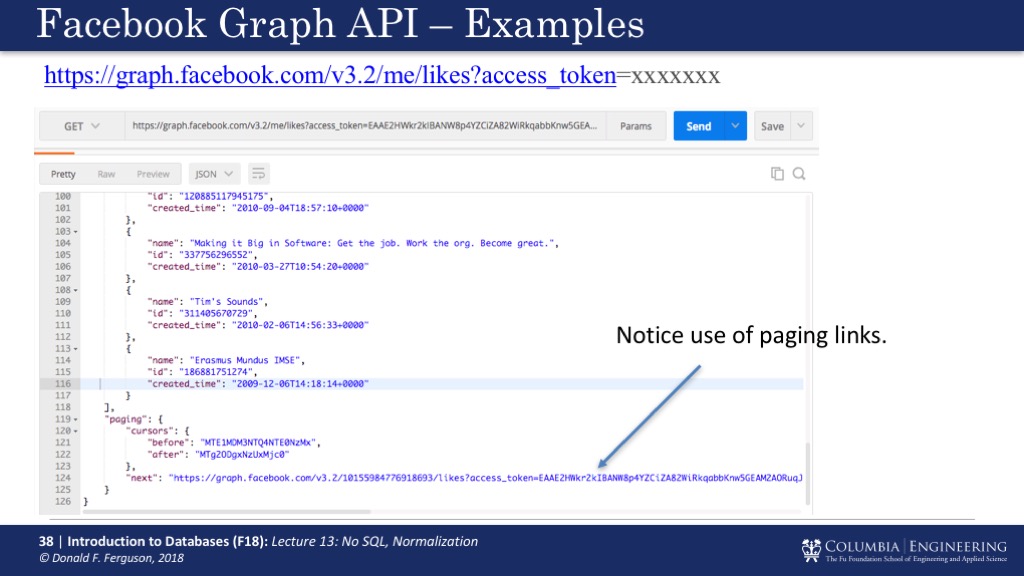 Facebook Graph API – Examples
https://graph.facebook.com/v3.2/me/likes?access_token=xxxxxxx
GET https://graph.facebook.com/v3.2/me/likes?access_token=EAAE2HWkr2kIBANW8p4YZCiZA82WiRkqabbKnw5GEA... Params Send Save
Pretty Raw Preview JSON
100 "id": "120885117945175",
101 "created_time": "2010-09-04T18:57:10+0000"
102 },
103 {
104 "name": "Making it Big in Software: Get the job. Work the org. Become great.",
105 "id": "337756296552",
106 "created_time": "2010-03-27T10:54:20+0000"
107 },
108 {
109 "name": "Tim's Sounds",
110 "id": "311405670729",
111 "created_time": "2010-02-06T14:56:33+0000"
112 },
113 {
114 "name": "Erasmus Mundus IMSE",
115 "id": "186881751274",
116 "created_time": "2009-12-06T14:18:14+0000"
117 }
118 ],
119 "paging": {
120 "cursors": {
121 "before": "MTE1MDM3NTQ4NTE0NzMx",
122 "after": "MTg2ODgxNzUxMjc0"
123 },
124 "next": "https://graph.facebook.com/v3.2/10155984776918693/likes?access_token=EAAE2HWkrZkIBANW8p4YZCiZA82WiRkqabbKnw5GEAMZAORuqJ
125 }
126 }
Notice use of paging links.
38 | Introduction to Databases (F18): Lecture 13: No SQL, Normalization
© Donald F. Ferguson, 2018
COLUMBIA | ENGINEERING
The Fu Foundation School of Engineering and Applied Science